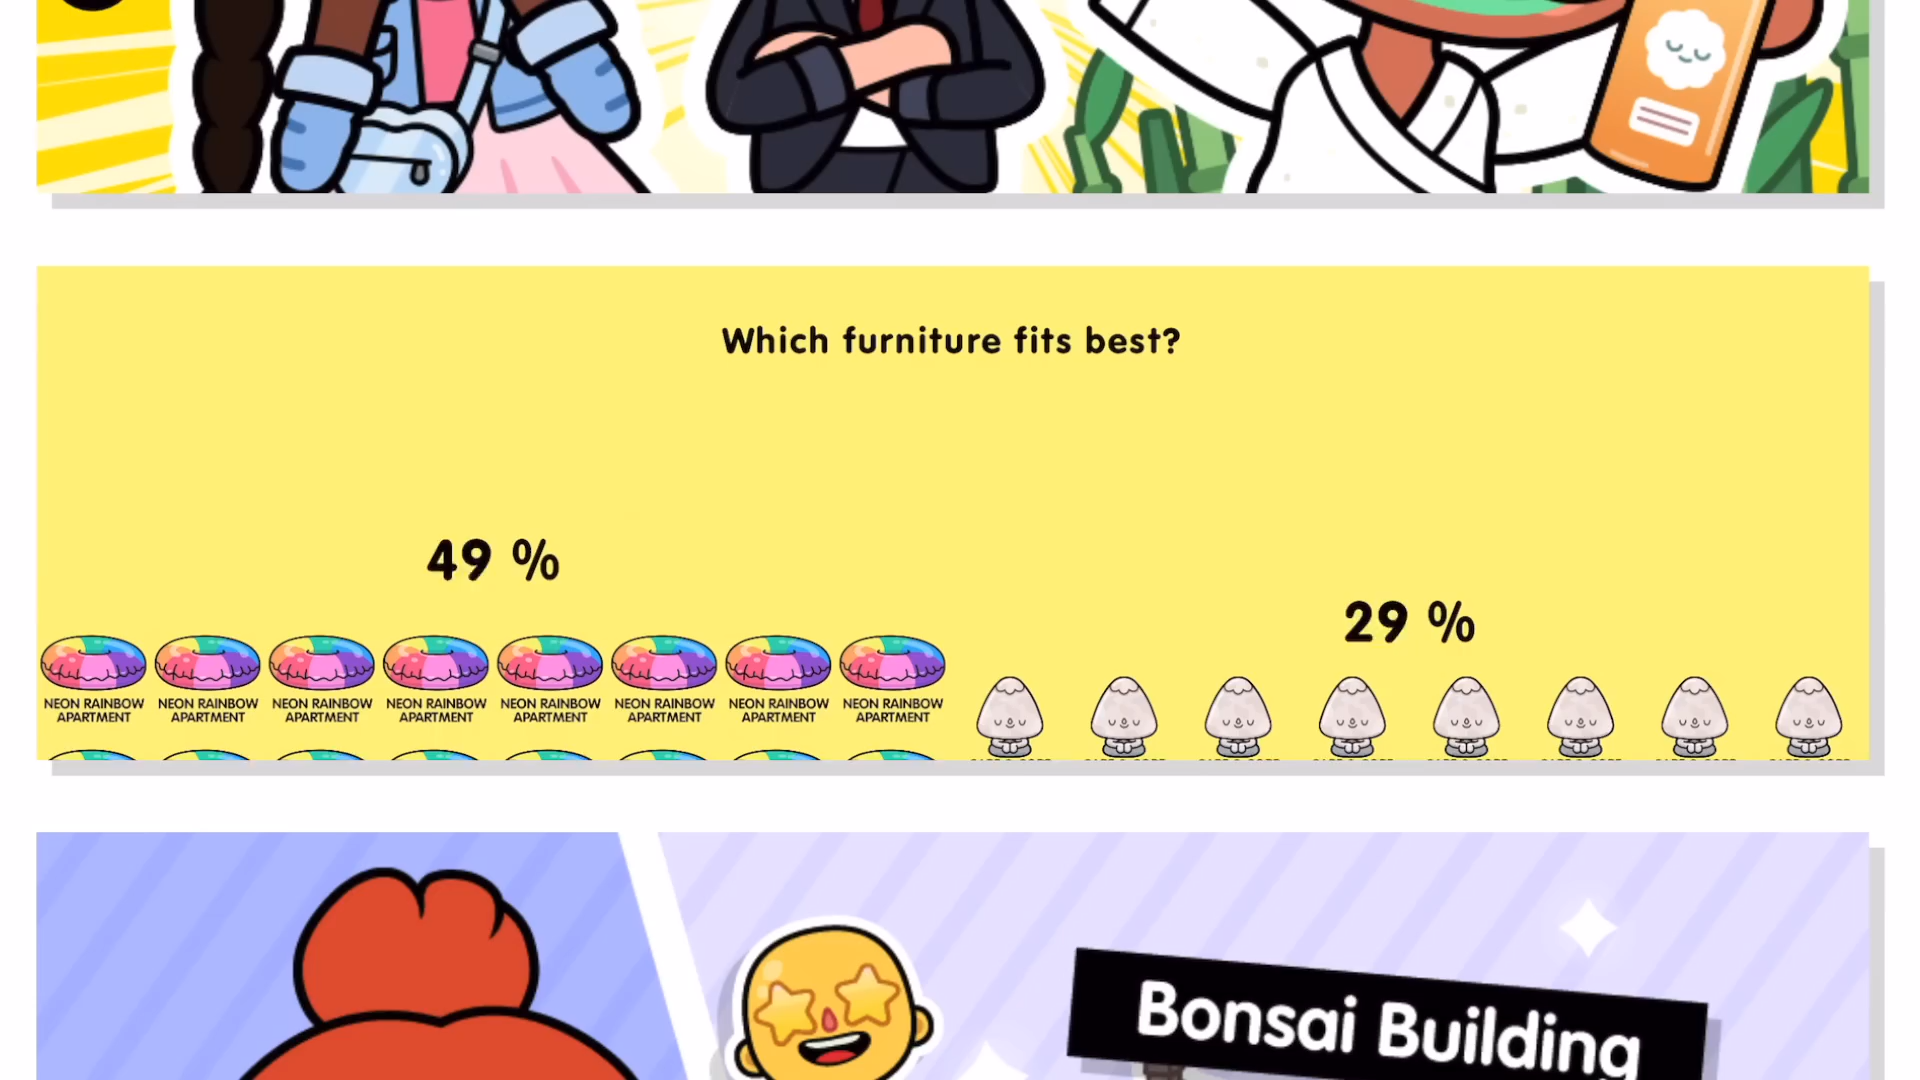 Which furniture fits best?
49 %
29 %
NEON RAINBOW NEON RAINBOW NEON RAINBOW NEON RAINBOW NEON RAINBOW NEON RAINBOW NEON RAINBOW NEON RAINBOW
APARTMENT APARTMENT APARTMENT APARTMENT APARTMENT APARTMENT APARTMENT APARTMENT
Bonsai Building